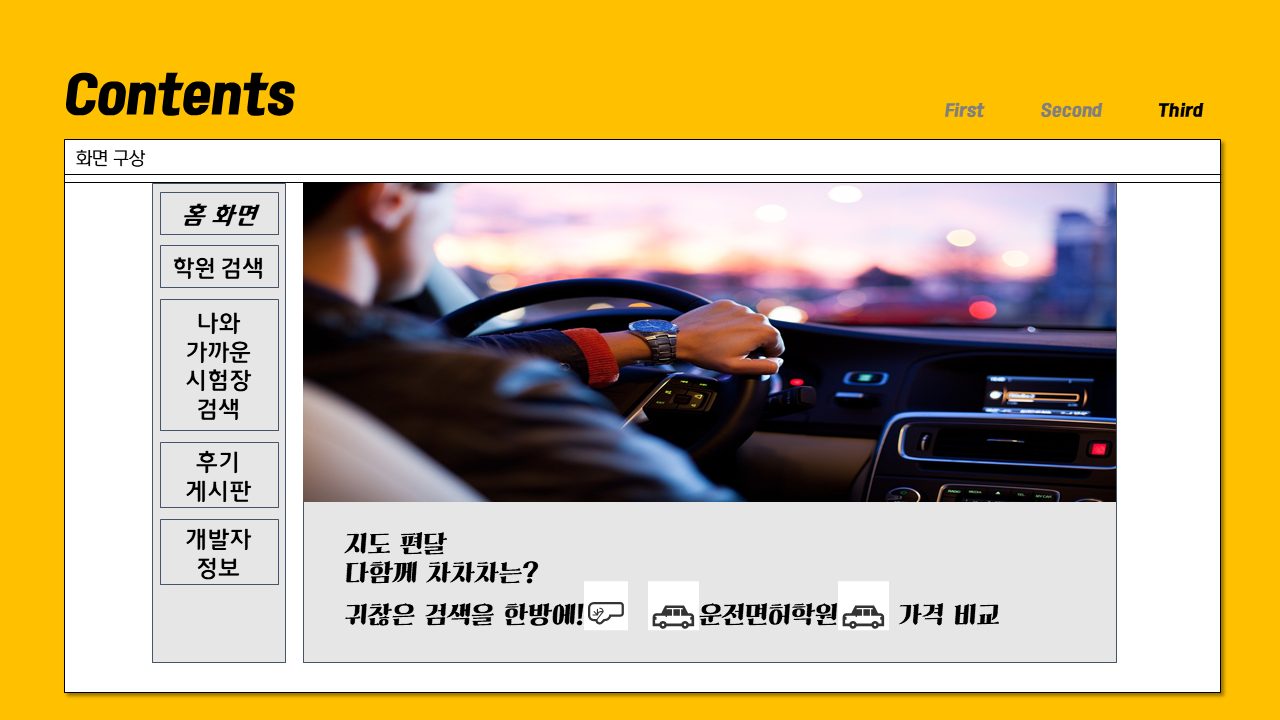 Contents
First Second Third
화면 구상
홈 화면
학원 검색
나와
가까운
시험장
검색
후기
게시판
개발자
정보
지도 편달
다함께 차차차는?
귀찮은 검색을 한방에! 운전면허학원 가격 비교